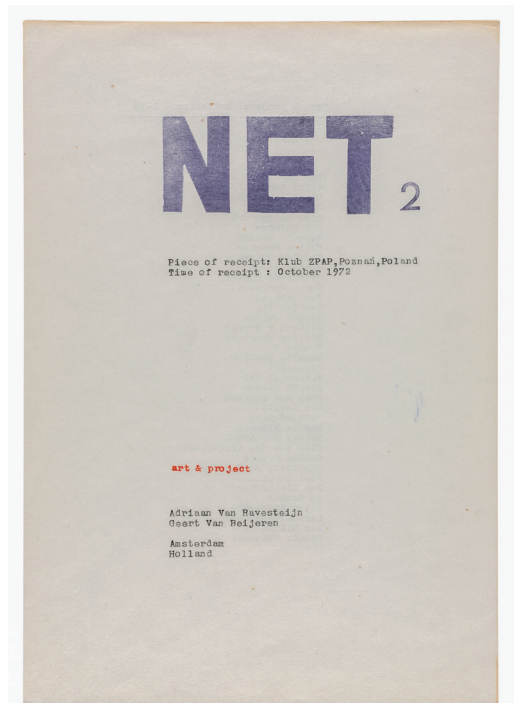 NET 2
Piece of receipt: Klub ZPAP,Poznań,Poland
Time of receipt : October 1972
art & project
Adriaan Van Ravesteijn
Geert Van Beijeren
Amsterdam
Holland